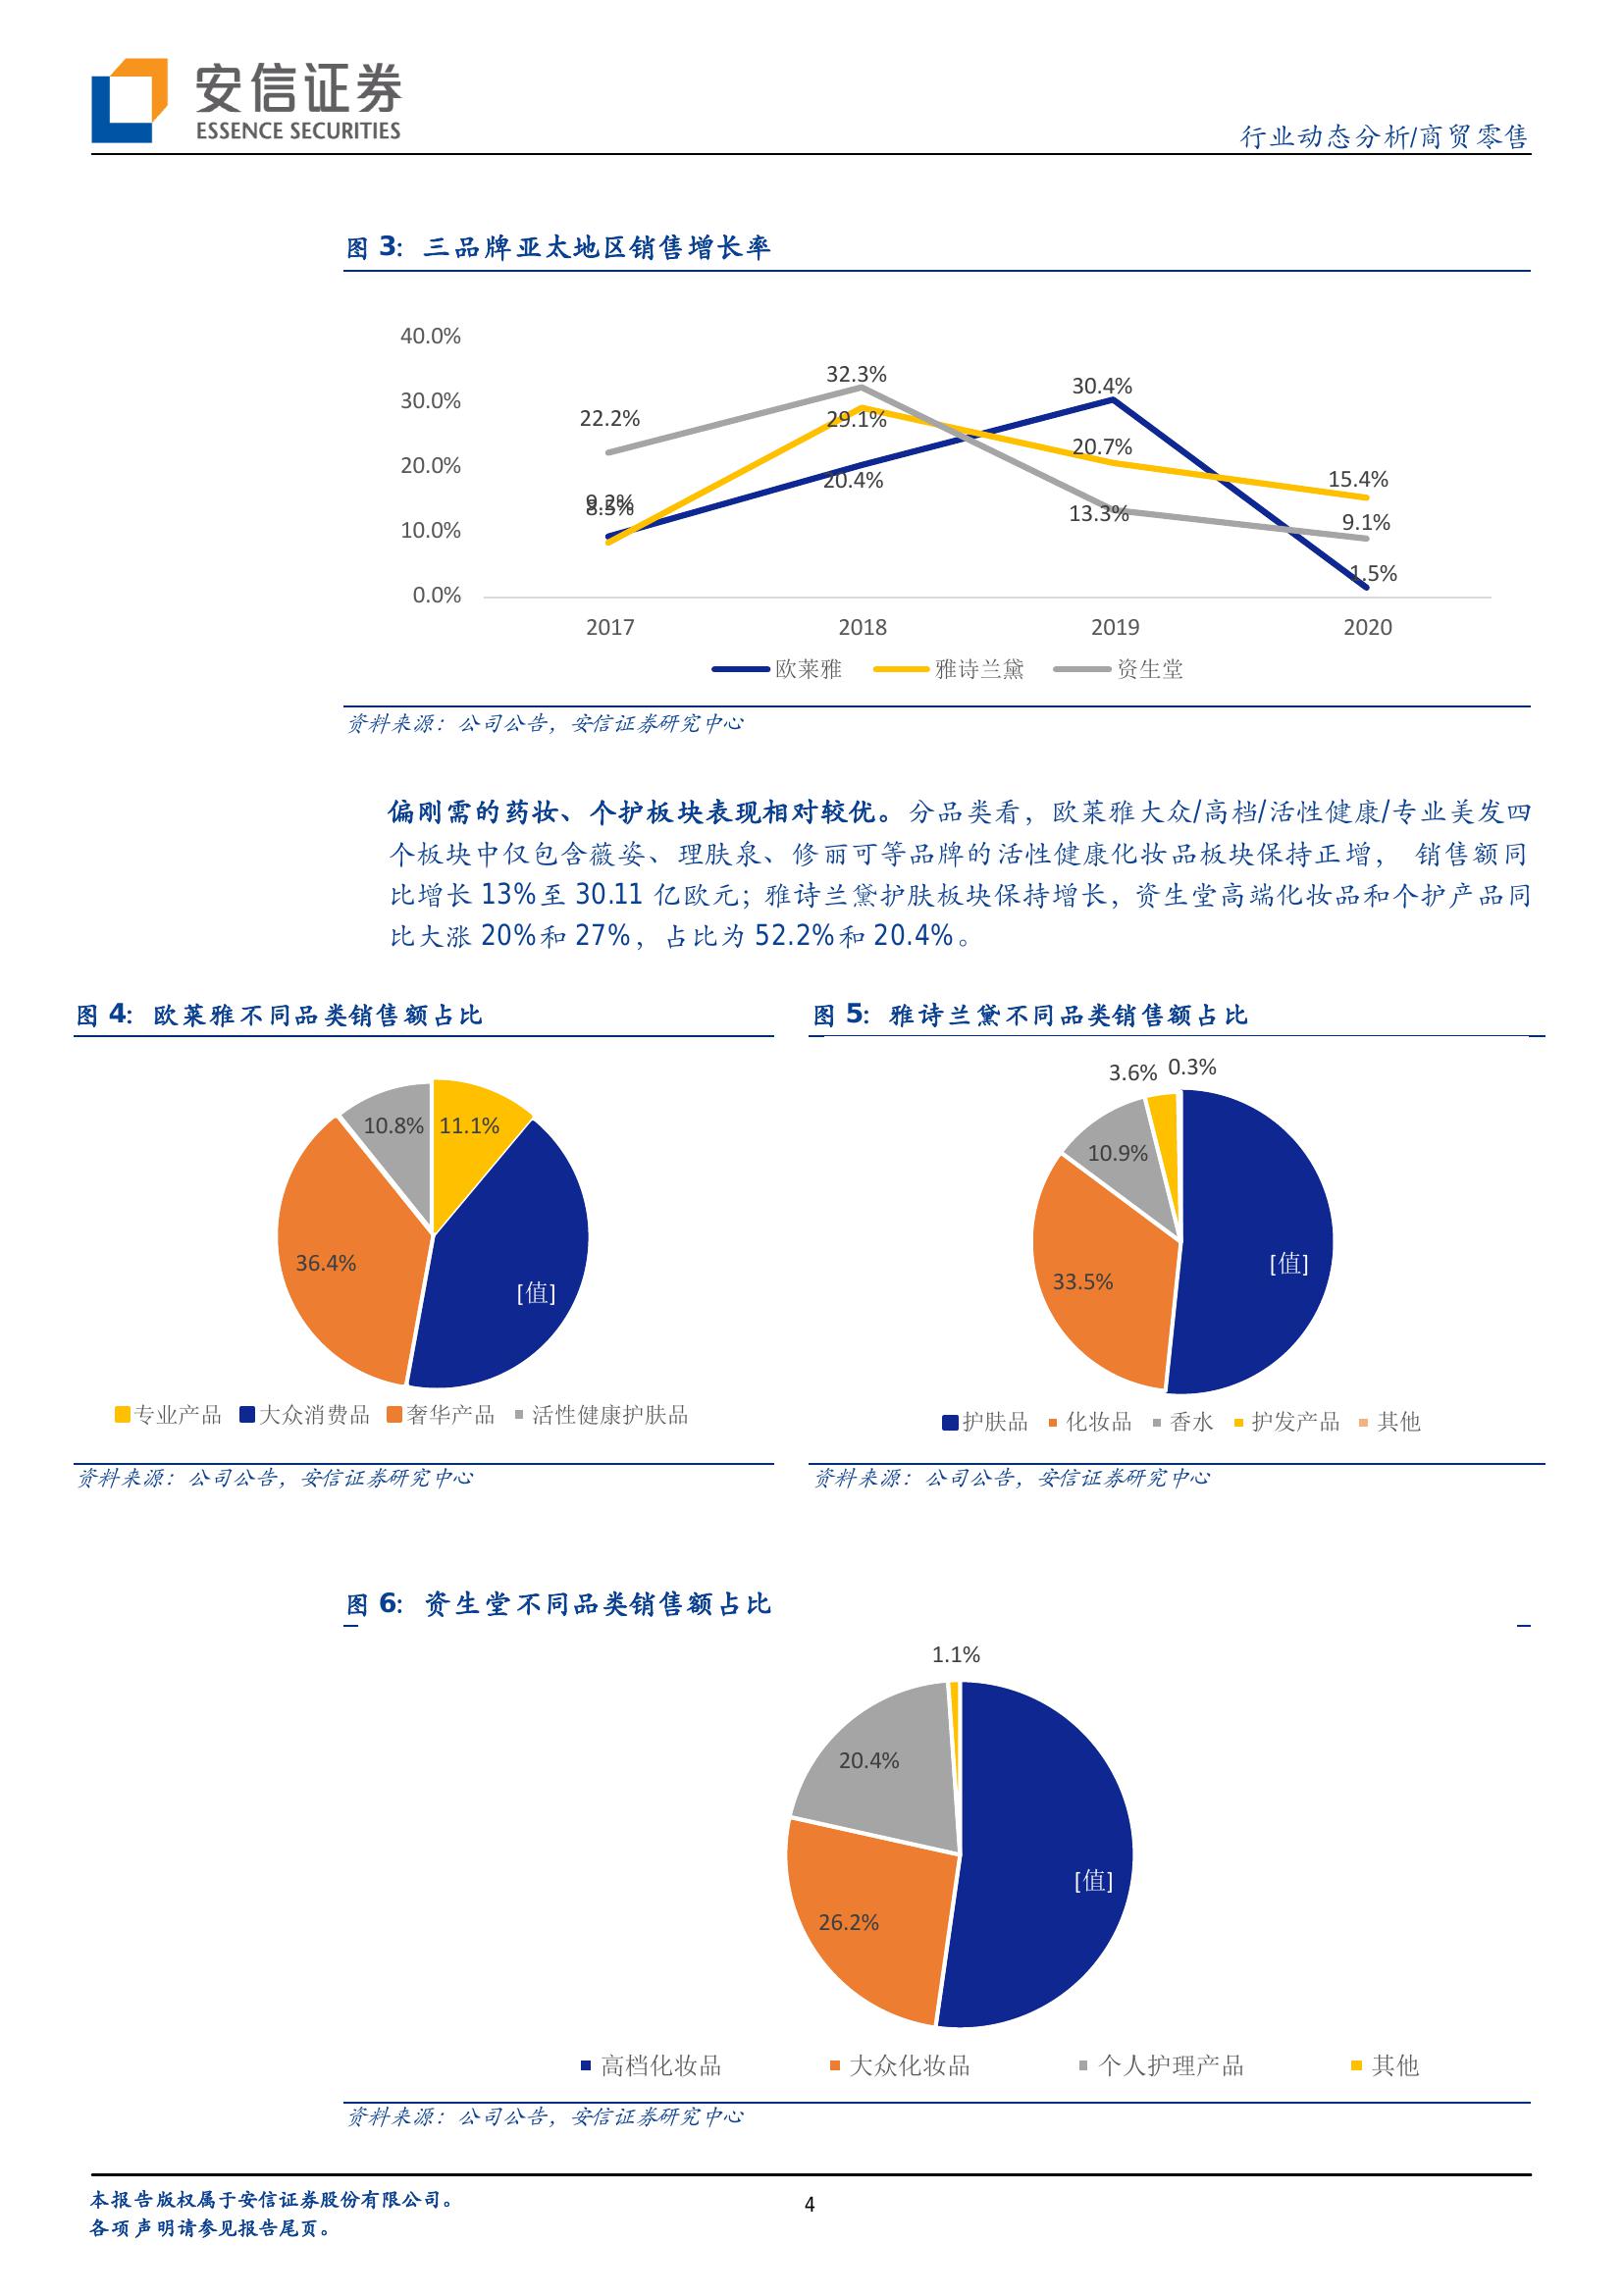 安信证券
ESSENCE SECURITIES
行业动态分析/商贸零售
图 3: 三品牌亚太地区销售增长率
40.0%
30.0%
20.0%
10.0%
0.0%
22.2%
9.2%
8.5%
32.3%
29.1%
20.4%
30.4%
20.7%
13.3%
15.4%
9.1%
1.5%
2017 2018 2019 2020
欧莱雅 雅诗兰黛 资生堂
资料来源：公司公告，安信证券研究中心
偏刚需的药妆、个护板块表现相对较优。分品类看，欧莱雅大众/高档/活性健康/专业美发四
个板块中仅包含薇姿、理肤泉、修丽可等品牌的活性健康化妆品板块保持正增， 销售额同
比增长 13%至 30.11 亿欧元；雅诗兰黛护肤板块保持增长，资生堂高端化妆品和个护产品同
比大涨 20%和 27%，占比为 52.2%和 20.4%。
图 4: 欧莱雅不同品类销售额占比
10.8% 11.1%
36.4%
[值]
专业产品 大众消费品 奢华产品 活性健康护肤品
资料来源：公司公告，安信证券研究中心
图 5: 雅诗兰黛不同品类销售额占比
3.6% 0.3%
10.9%
33.5%
[值]
护肤品 化妆品 香水 护发产品 其他
资料来源：公司公告，安信证券研究中心
图 6: 资生堂不同品类销售额占比
1.1%
20.4%
26.2%
[值]
高档化妆品 大众化妆品 个人护理产品 其他
资料来源：公司公告，安信证券研究中心
本报告版权属于安信证券股份有限公司。
各项声明请参见报告尾页。
4